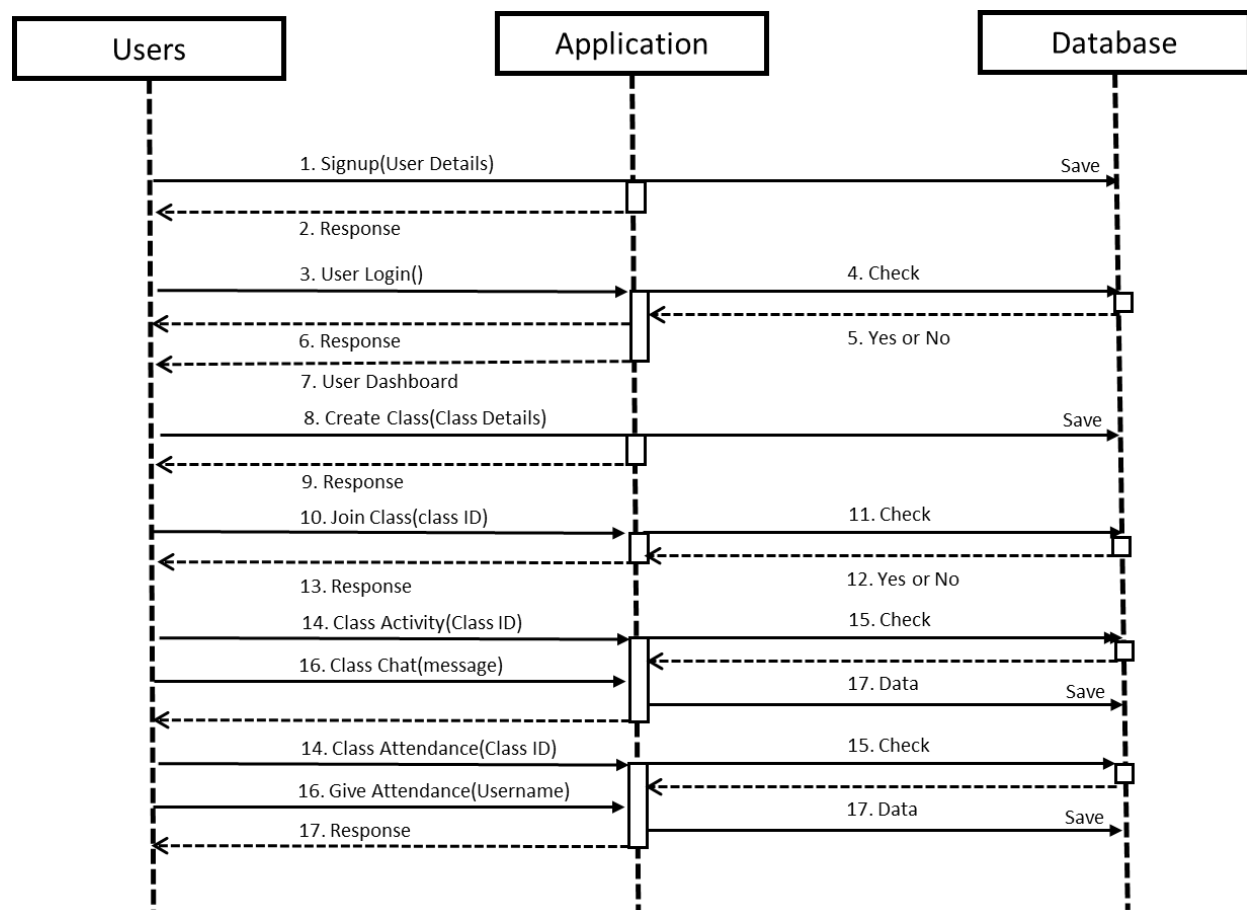 Users
Application
Database
1. Signup(User Details)
Save
2. Response
3. User Login()
4. Check
5. Yes or No
6. Response
7. User Dashboard
8. Create Class(Class Details)
Save
9. Response
10. Join Class(class ID)
11. Check
12. Yes or No
13. Response
14. Class Activity(Class ID)
15. Check
16. Class Chat(message)
17. Data
Save
14. Class Attendance(Class ID)
15. Check
16. Give Attendance(Username)
17. Data
Save
17. Response